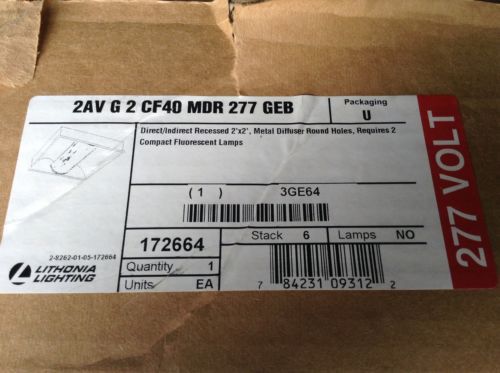 2AV G 2 CF40 MDR 277 GEB
Packaging
U
Direct/Indirect Recessed 2'x2', Metal Diffuser Round Holes, Requires 2
Compact Fluorescent Lamps
277 VOLT
( 1 ) 3GE64
2-8262-01-05-172664
172664
Stack 6
Lamps NO
LITHONIA
LIGHTING
Quantity 1
Units EA
7 84231 09312 2